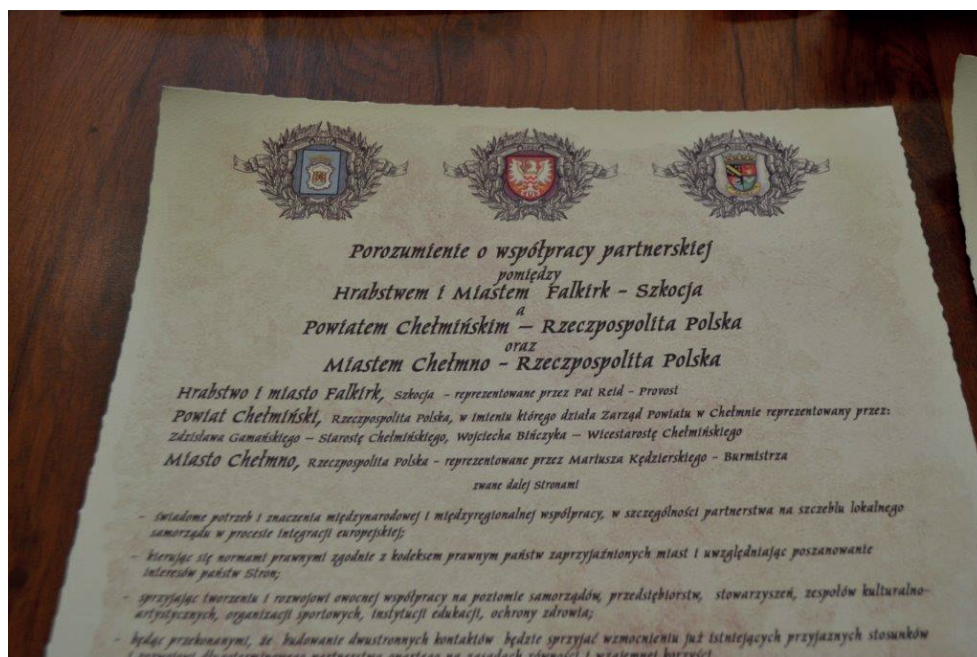 Porozumienie o współpracy partnerskiej
pomiędzy
Hrabstwem i Miastem Falkirk - Szkocja
a
Powiatem Chełmińskim – Rzeczpospolita Polska
oraz
Miastem Chełmno - Rzeczpospolita Polska
Hrabstwo i miasto Falkirk, Szkocja - reprezentowane przez Pat Reid - Provost
Powiat Chełmiński, Rzeczpospolita Polska, w imieniu którego działa Zarząd Powiatu w Chełmnie reprezentowany przez:
Zdzisława Gamańskiego – Starostę Chełmińskiego, Wojciecha Bińczyka – Wicestarostę Chełmińskiego
Miasto Chełmno, Rzeczpospolita Polska - reprezentowane przez Mariusza Kędzierskiego - Burmistrza
zwane dalej Stronami
- świadome potrzeb i znaczenia międzynarodowej i międzyregionalnej współpracy, w szczególności partnerstwa na szczeblu lokalnego
samorządu w procesie integracji europejskiej;
- kierując się normami prawnymi zgodnie z kodeksem prawnym państw zaprzyjaźnionych miast i uwzględniając poszanowanie
interesów państw Stron;
- sprzyjając tworzeniu i rozwojowi owocnej współpracy na poziomie samorządów, przedsiębiorstw, stowarzyszeń, zespołów kulturalno-
artystycznych, organizacji sportowych, instytucji edukacji, ochrony zdrowia;
- będąc przekonanymi, że budowanie dwustronnych kontaktów będzie sprzyjać wzmocnieniu już istniejących przyjaznych stosunków